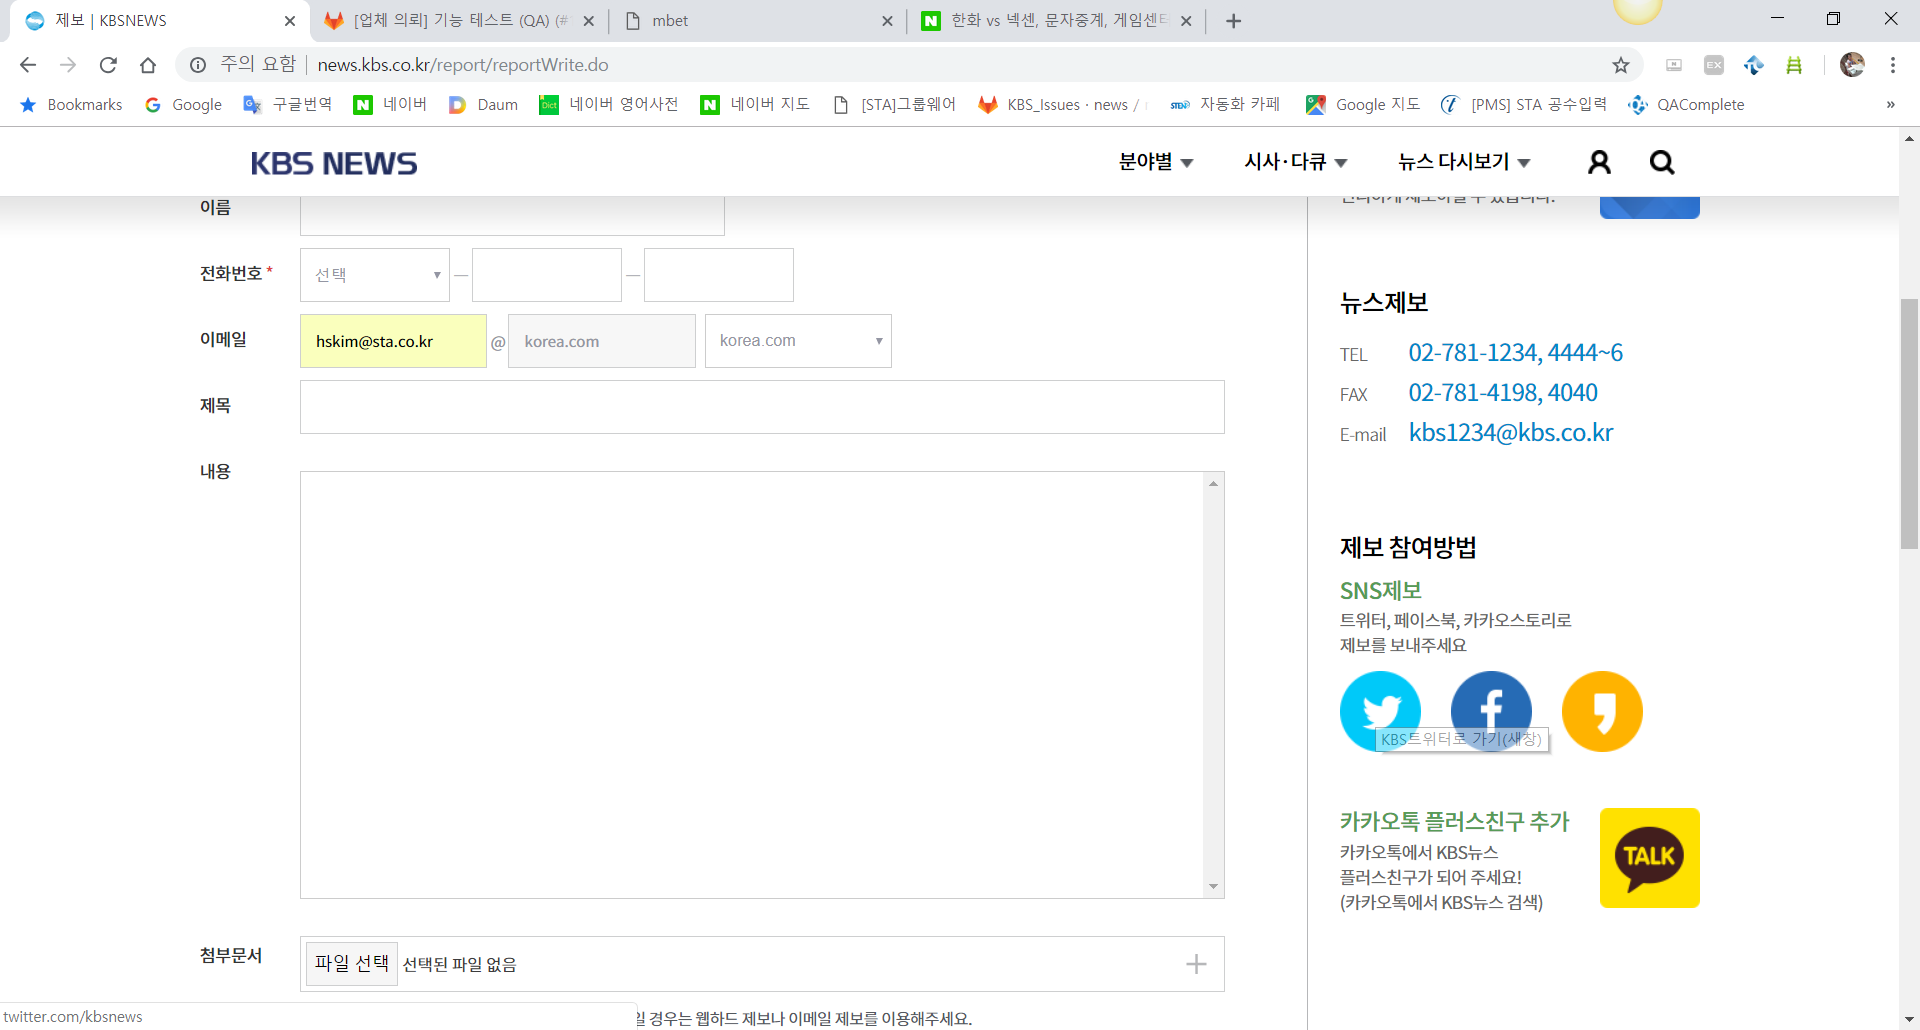 제보 | KBSNEWS
[업체 의뢰] 기능 테스트 (QA) (#
mbet
한화 vs 넥센, 문자중계, 게임센터
주의 요함
news.kbs.co.kr/report/reportWrite.do
EX
Bookmarks
Google
구글번역
네이버
Daum
네이버 영어사전
네이버 지도
[STA]그룹웨어
KBS_Issues · news /
자동화 카페
Google 지도
[PMS] STA 공수입력
QAComplete
»
KBS NEWS
분야별
시사·다큐
뉴스 다시보기
이름
전화번호 *
선택
이메일
hskim@sta.co.kr
@
korea.com
korea.com
제목
내용
첨부문서
파일 선택
선택된 파일 없음
일 경우는 웹하드 제보나 이메일 제보를 이용해주세요.
twitter.com/kbsnews
뉴스제보
TEL 02-781-1234, 4444~6
FAX 02-781-4198, 4040
E-mail kbs1234@kbs.co.kr
제보 참여방법
SNS제보
트위터, 페이스북, 카카오스토리로
제보를 보내주세요
KBS트위터로 가기(새창)
카카오톡 플러스친구 추가
카카오톡에서 KBS뉴스
플러스친구가 되어 주세요!
(카카오톡에서 KBS뉴스 검색)
TALK